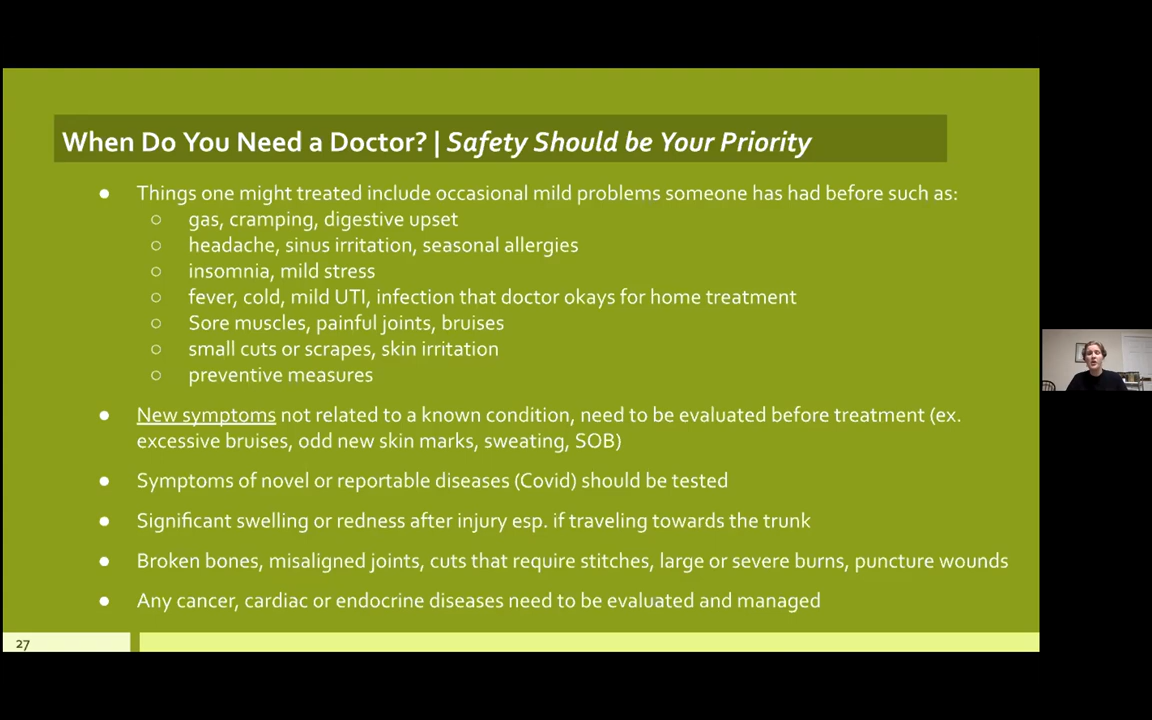 When Do You Need a Doctor? | Safety Should be Your Priority
● Things one might treated include occasional mild problems someone has had before such as:
○ gas, cramping, digestive upset
○ headache, sinus irritation, seasonal allergies
○ insomnia, mild stress
○ fever, cold, mild UTI, infection that doctor okays for home treatment
○ Sore muscles, painful joints, bruises
○ small cuts or scrapes, skin irritation
○ preventive measures
● New symptoms not related to a known condition, need to be evaluated before treatment (ex.
excessive bruises, odd new skin marks, sweating, SOB)
● Symptoms of novel or reportable diseases (Covid) should be tested
● Significant swelling or redness after injury esp. if traveling towards the trunk
● Broken bones, misaligned joints, cuts that require stitches, large or severe burns, puncture wounds
● Any cancer, cardiac or endocrine diseases need to be evaluated and managed
27